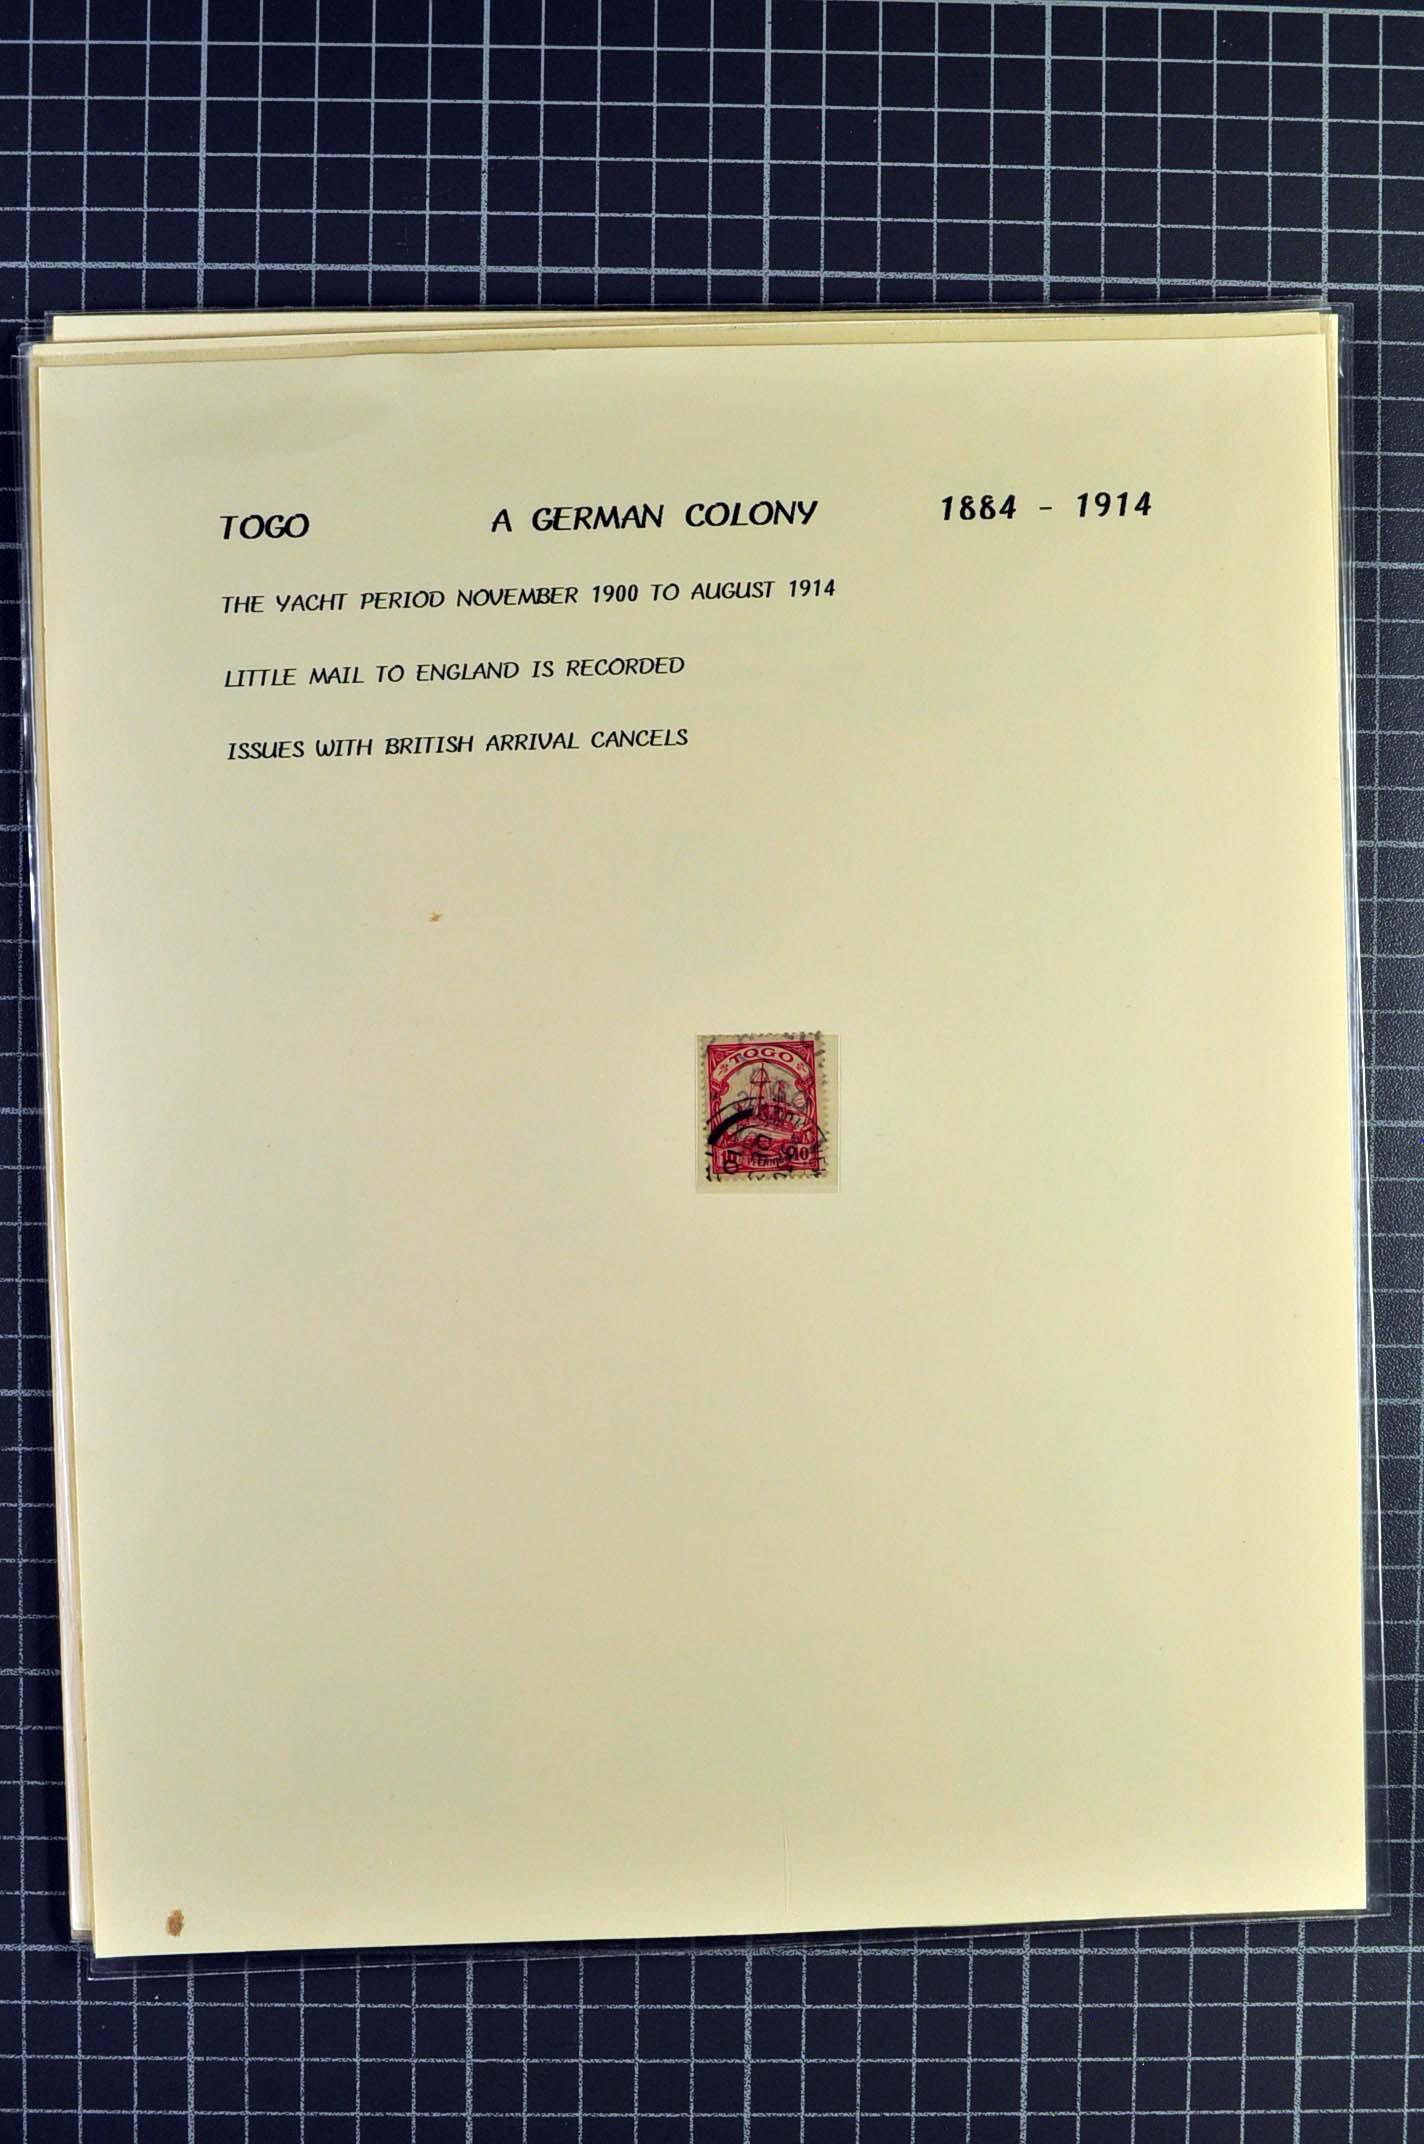 TOGO A GERMAN COLONY 1884 - 1914
THE YACHT PERIOD NOVEMBER 1900 TO AUGUST 1914
LITTLE MAIL TO ENGLAND IS RECORDED
ISSUES WITH BRITISH ARRIVAL CANCELS
TOGO
10